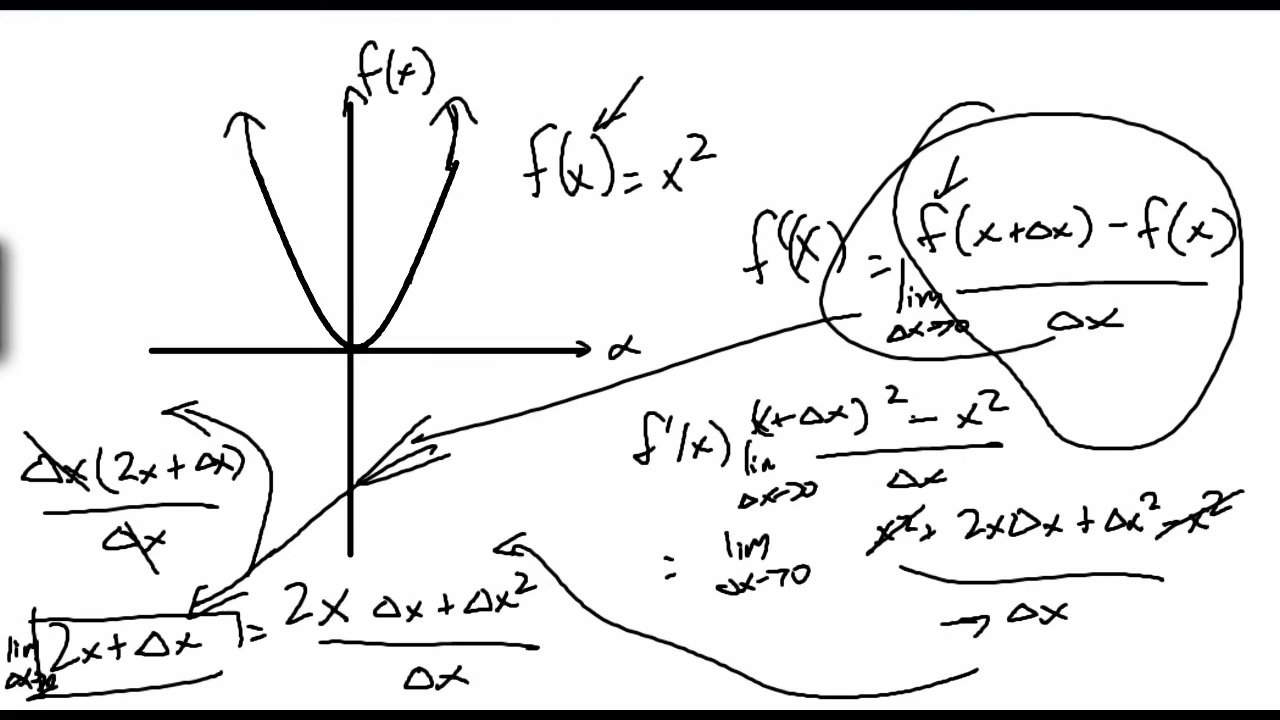 f(x)
f(x) = x²
f'(x) = lim Δx→0 f(x+Δx) - f(x)
Δx
x
f'(x) lim Δx→0 (x+Δx)² - x²
Δx
= lim Δx→0 x² + 2xΔx + Δx² - x²
→ Δx
2x Δx + Δx²
Δx
Δx(2x + Δx)
Δx
lim Δx→0 2x + Δx =